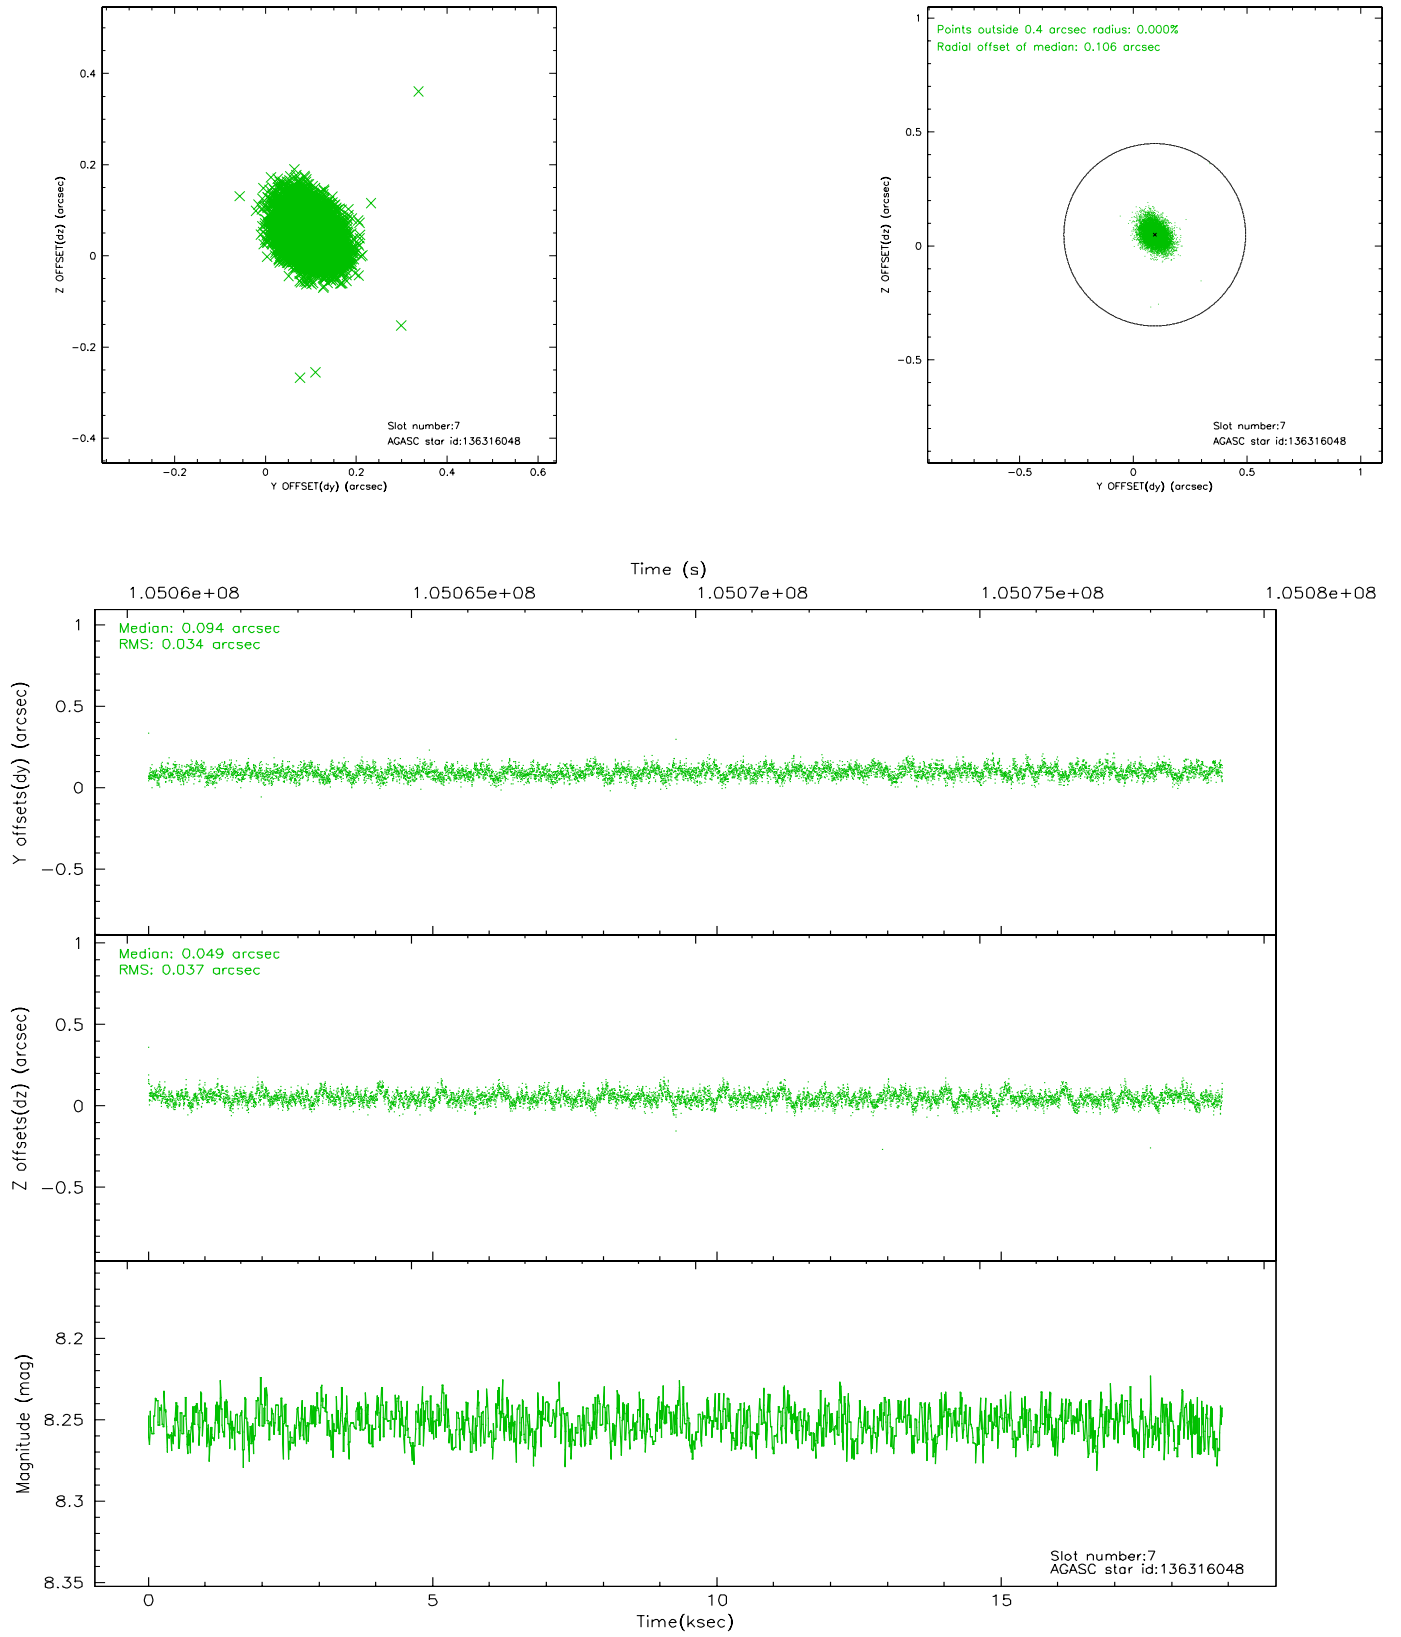 0.4
0.2
0
−0.2
−0.4
−0.2
0
0.2
0.4
0.6
Z OFFSET(dz) (arcsec)
Y OFFSET(dy) (arcsec)
Slot number:7
AGASC star id:136316048
Points outside 0.4 arcsec radius: 0.000%
Radial offset of median: 0.106 arcsec
1
0.5
0
−0.5
−0.5
0
0.5
1
Z OFFSET(dz) (arcsec)
Y OFFSET(dy) (arcsec)
Slot number:7
AGASC star id:136316048
Time (s)
1.0506e+08
1.05065e+08
1.0507e+08
1.05075e+08
1.0508e+08
Median: 0.094 arcsec
RMS: 0.034 arcsec
1
0.5
0
−0.5
Y offsets(dy) (arcsec)
Median: 0.049 arcsec
RMS: 0.037 arcsec
1
0.5
0
−0.5
Z offsets(dz) (arcsec)
8.2
8.25
8.3
8.35
Magnitude (mag)
Slot number:7
AGASC star id:136316048
0
5
10
15
Time(ksec)